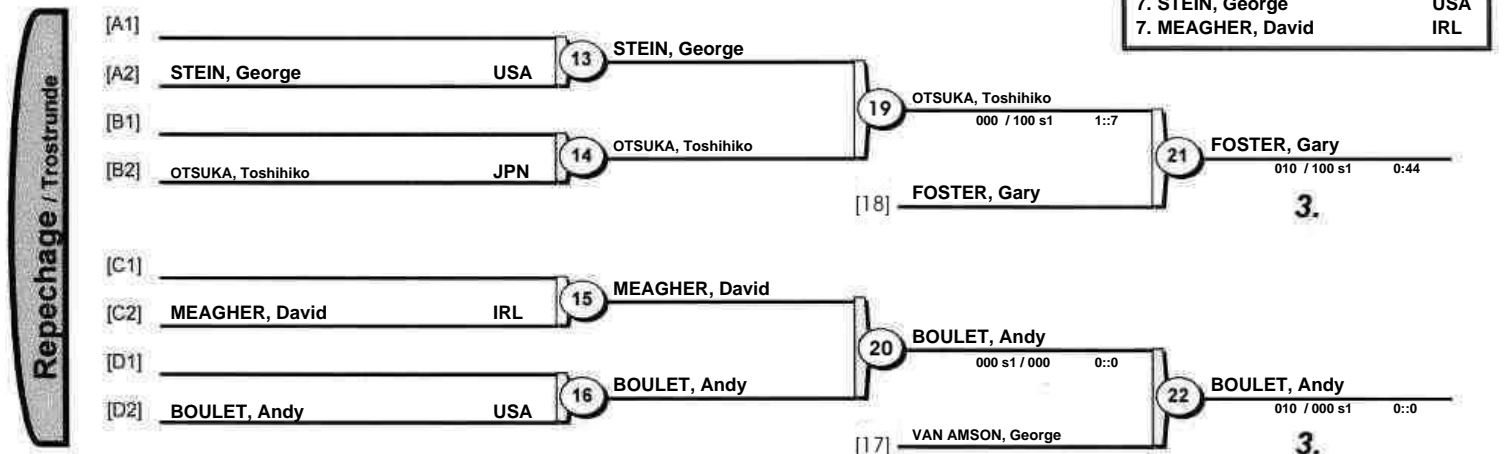 7. STEIN, George USA
7. MEAGHER, David IRL
Repechage / Trostrunde
[A1]
[A2] STEIN, George USA
13 STEIN, George
[B1]
[B2] OTSUKA, Toshihiko JPN
14 OTSUKA, Toshihiko
19 OTSUKA, Toshihiko
000 / 100 s1 1::7
[18] FOSTER, Gary
21 FOSTER, Gary
010 / 100 s1 0:44
3.
[C1]
[C2] MEAGHER, David IRL
15 MEAGHER, David
[D1]
[D2] BOULET, Andy USA
16 BOULET, Andy
20 BOULET, Andy
000 s1 / 000 0::0
[17] VAN AMSON, George
22 BOULET, Andy
010 / 000 s1 0::0
3.